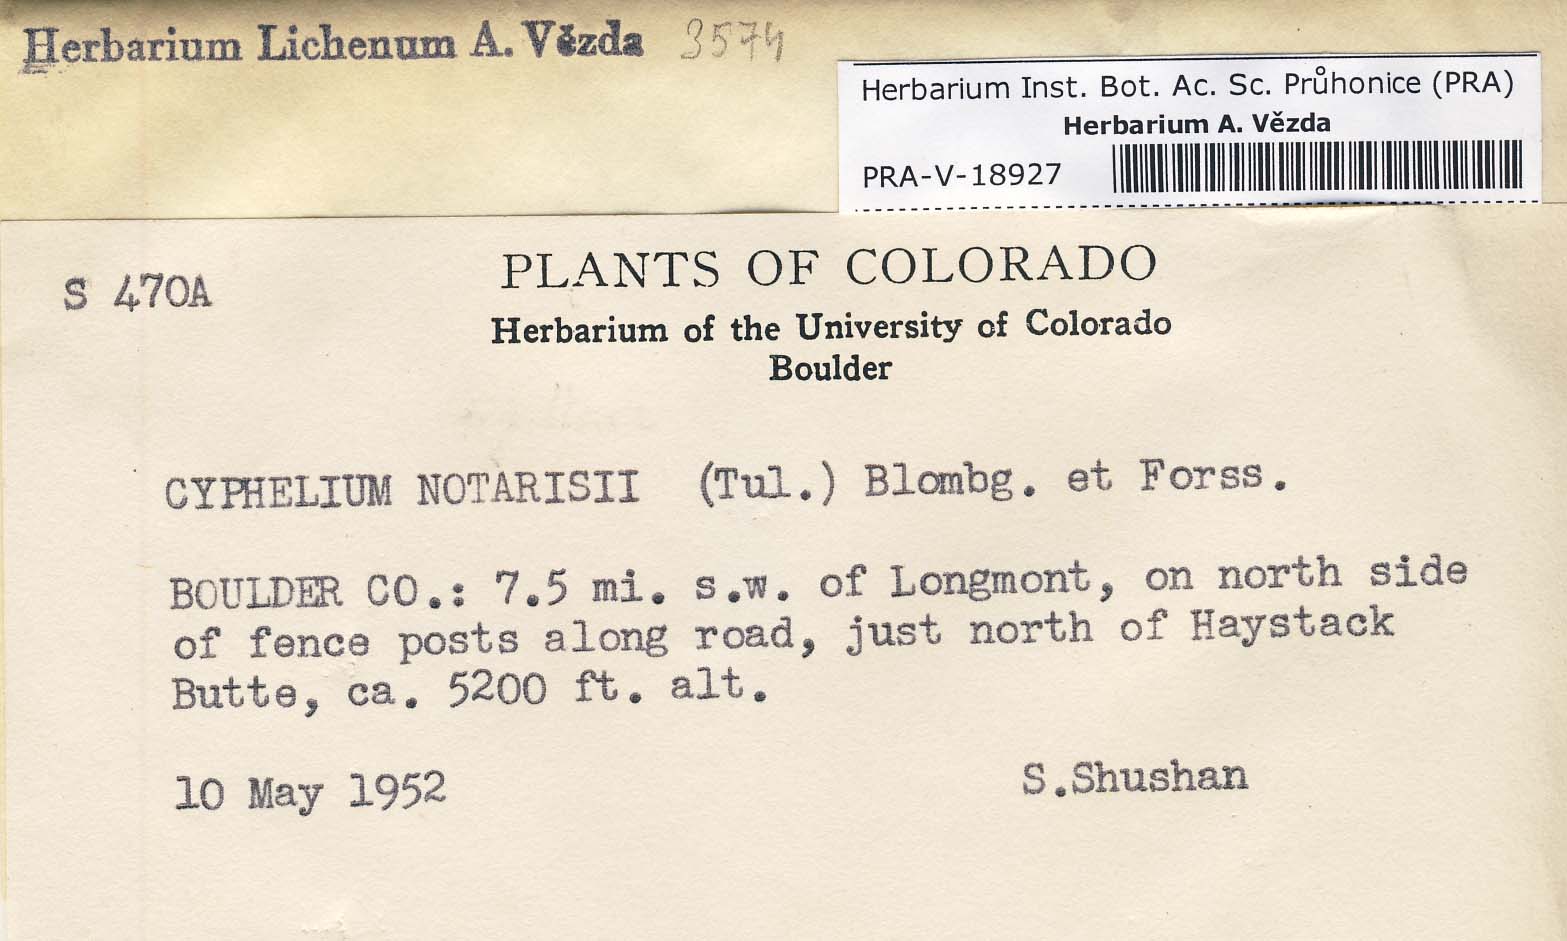 Herbarium Lichenum A. Vězda 3574
Herbarium Inst. Bot. Ac. Sc. Průhonice (PRA)
Herbarium A. Vězda
PRA-V-18927
S 470A
PLANTS OF COLORADO
Herbarium of the University of Colorado
Boulder
CYPHELIUM NOTARISII (Tul.) Blombg. et Forss.
BOULDER CO.: 7.5 mi. s.w. of Longmont, on north side
of fence posts along road, just north of Haystack
Butte, ca. 5200 ft. alt.
10 May 1952
S.Shushan